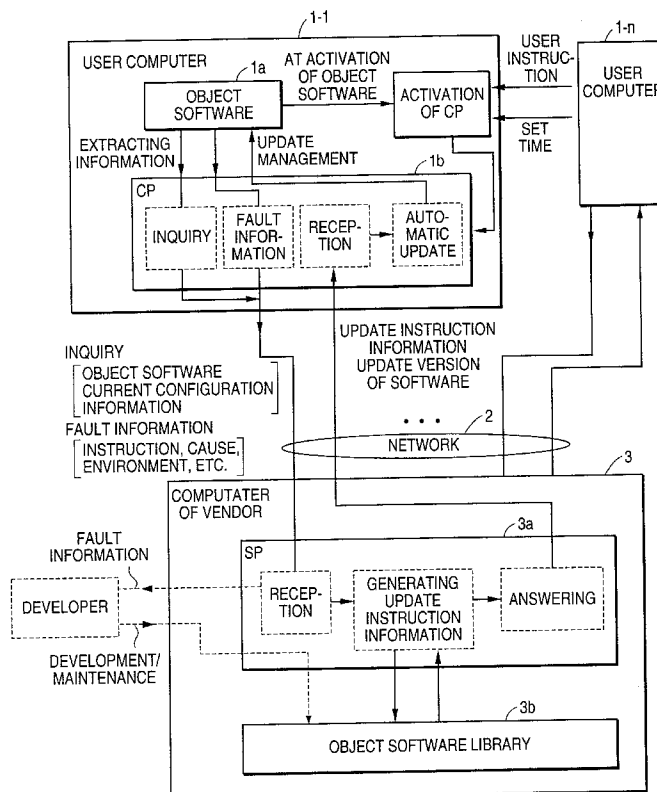 1-1
1-n
USER COMPUTER
1a
OBJECT
SOFTWARE
AT ACTIVATION
OF OBJECT
SOFTWARE
ACTIVATION
OF CP
USER
INSTRUC-
TION
SET
TIME
USER
COMPUTER
EXTRACTING
INFORMATION
UPDATE
MANAGEMENT
1b
CP
INQUIRY
FAULT
INFOR-
MATION
RECEP-
TION
AUTO-
MATIC
UPDATE
INQUIRY
OBJECT SOFTWARE
CURRENT CONFIGURATION
INFORMATION
FAULT INFORMATION
INSTRUCTION, CAUSE,
ENVIRONMENT, ETC.
UPDATE INSTRUCTION
INFORMATION
UPDATE VERSION
OF SOFTWARE
• • •
2
NETWORK
3
COMPUTATER
OF VENDOR
3a
SP
FAULT
INFORMATION
DEVELOPER
DEVELOPMENT/
MAINTENANCE
RECEP-
TION
GENERATING
UPDATE
INSTRUCTION
INFORMATION
ANSWERING
3b
OBJECT SOFTWARE LIBRARY